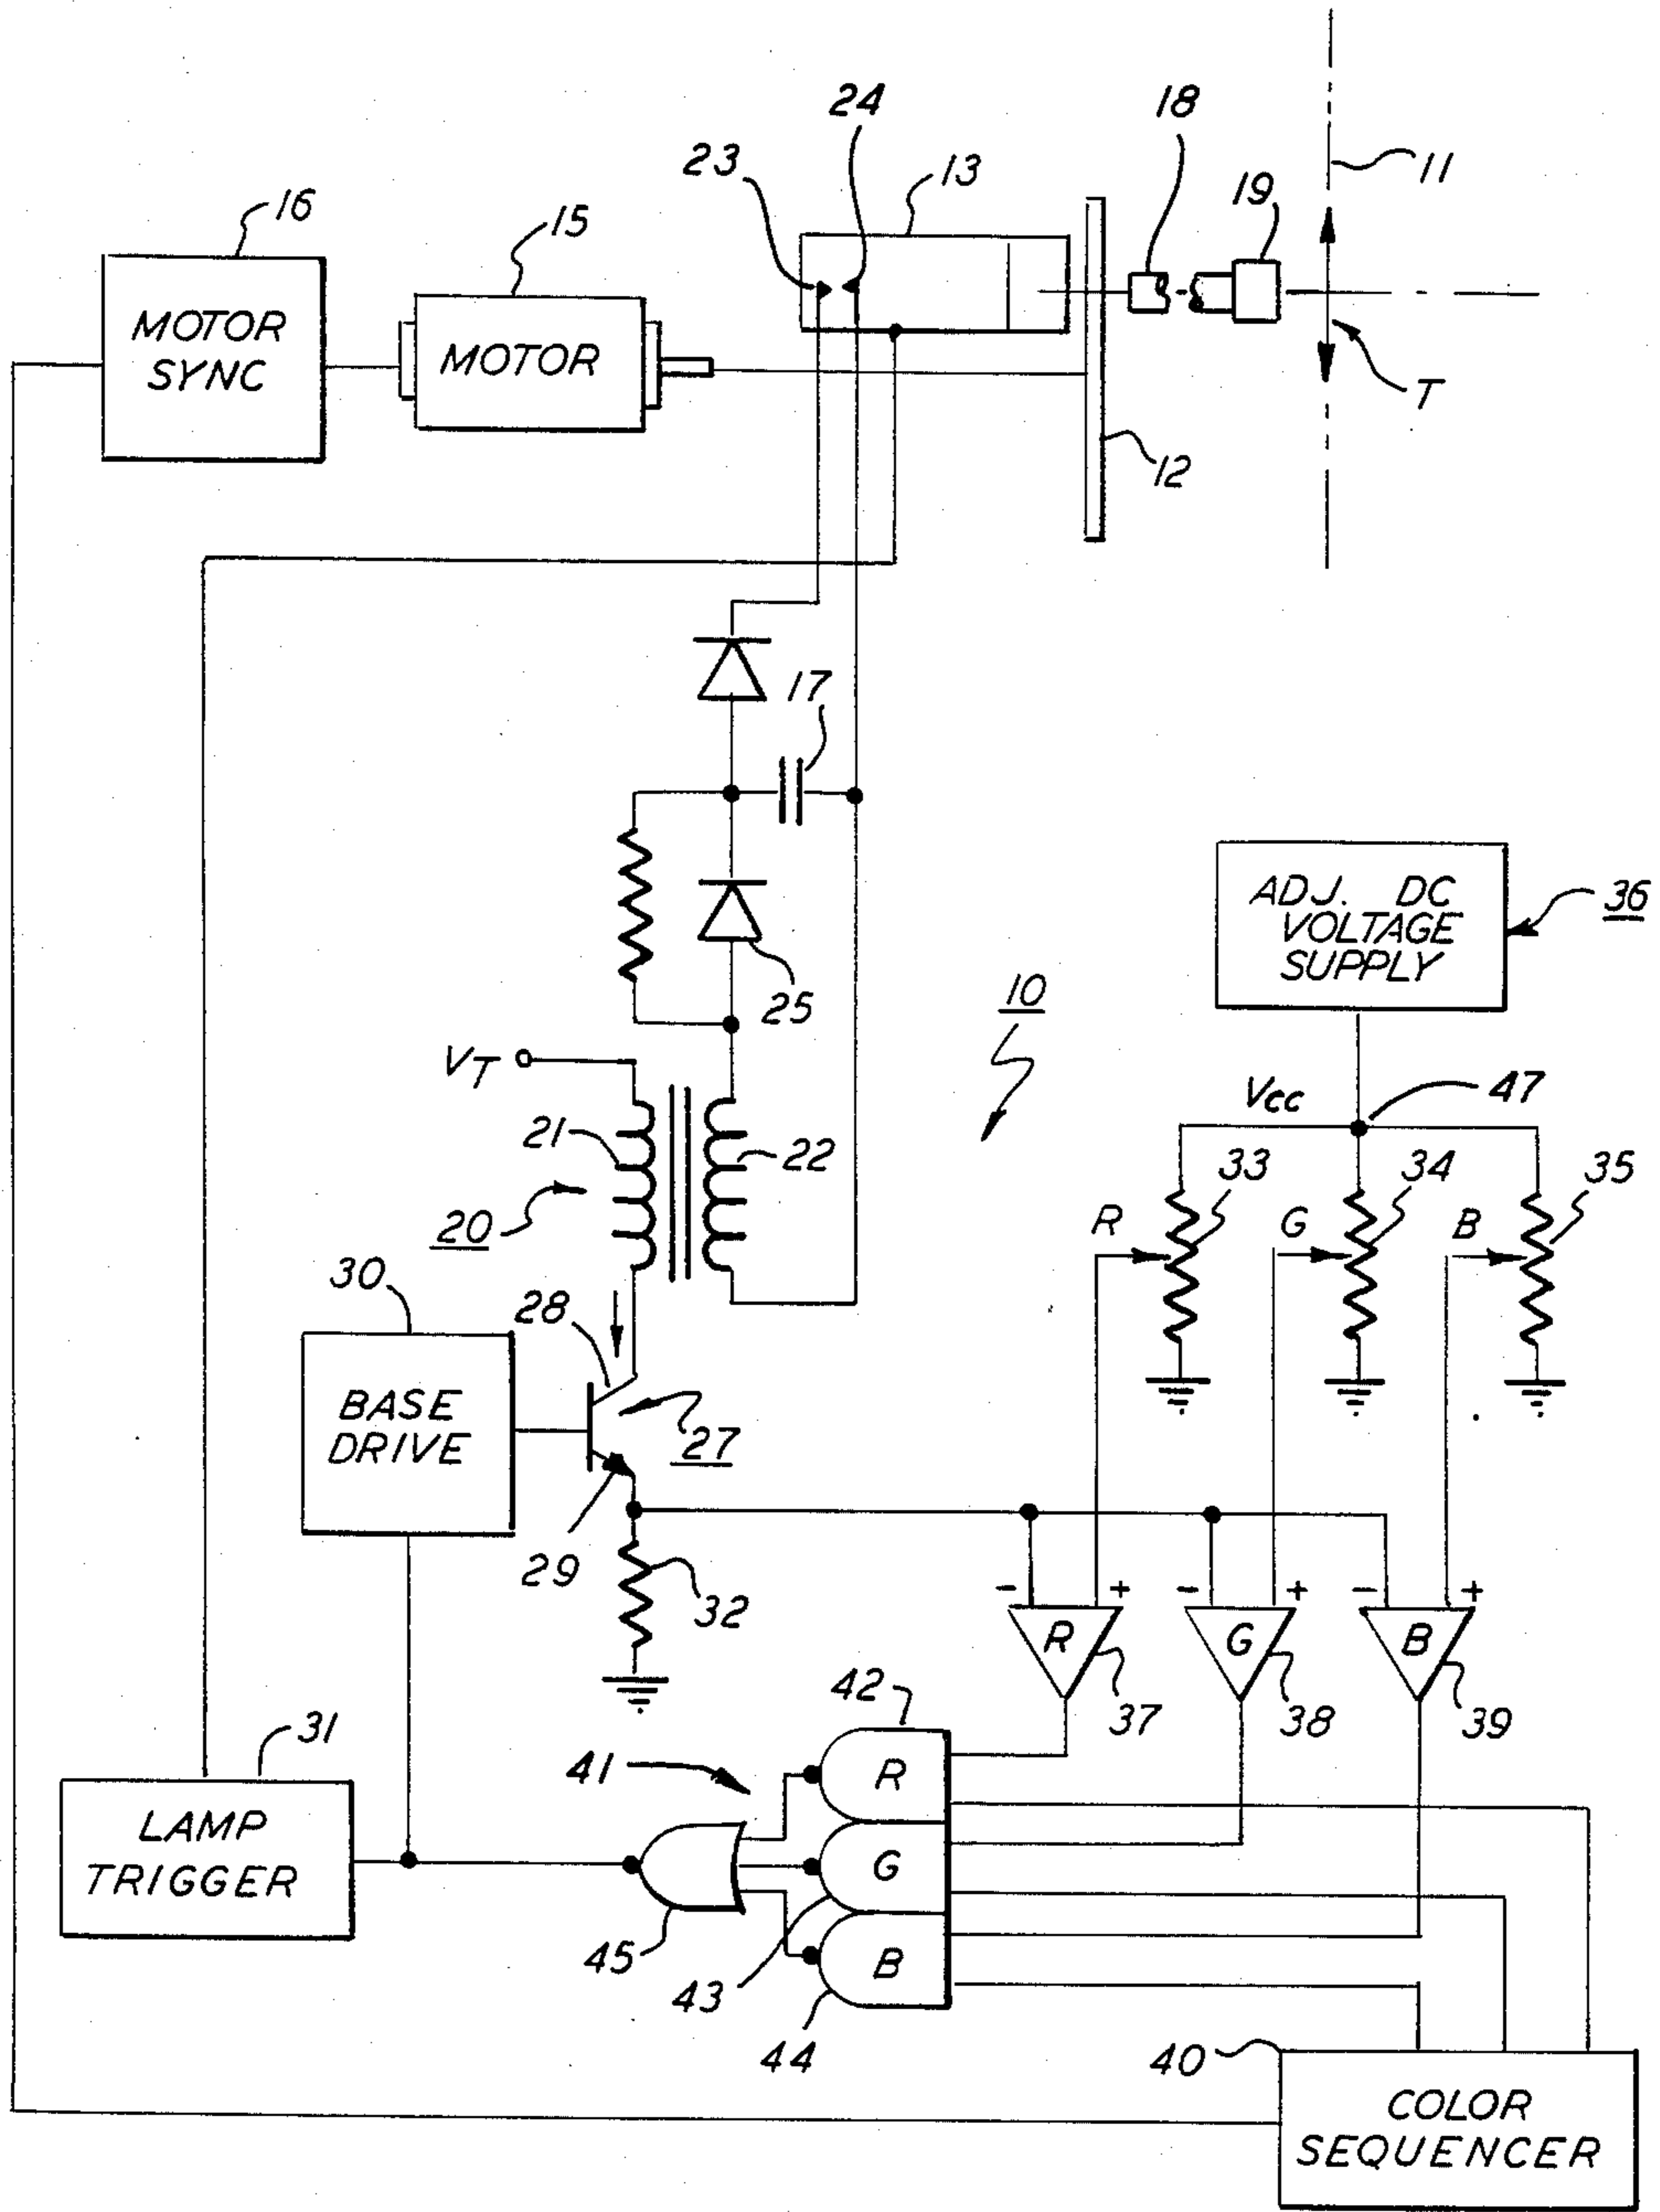 24
18
23
13
11
16
15
19
MOTOR
SYNC
MOTOR
T
12
17
ADJ. DC
VOLTAGE
SUPPLY
36
25
10
VT
Vcc
47
21
22
33
34
35
20
R
G
B
30
28
BASE
DRIVE
27
29
32
- +
- +
- +
R
G
B
42
37
38
39
31
41
R
LAMP
TRIGGER
G
45
43
B
44
40
COLOR
SEQUENCER